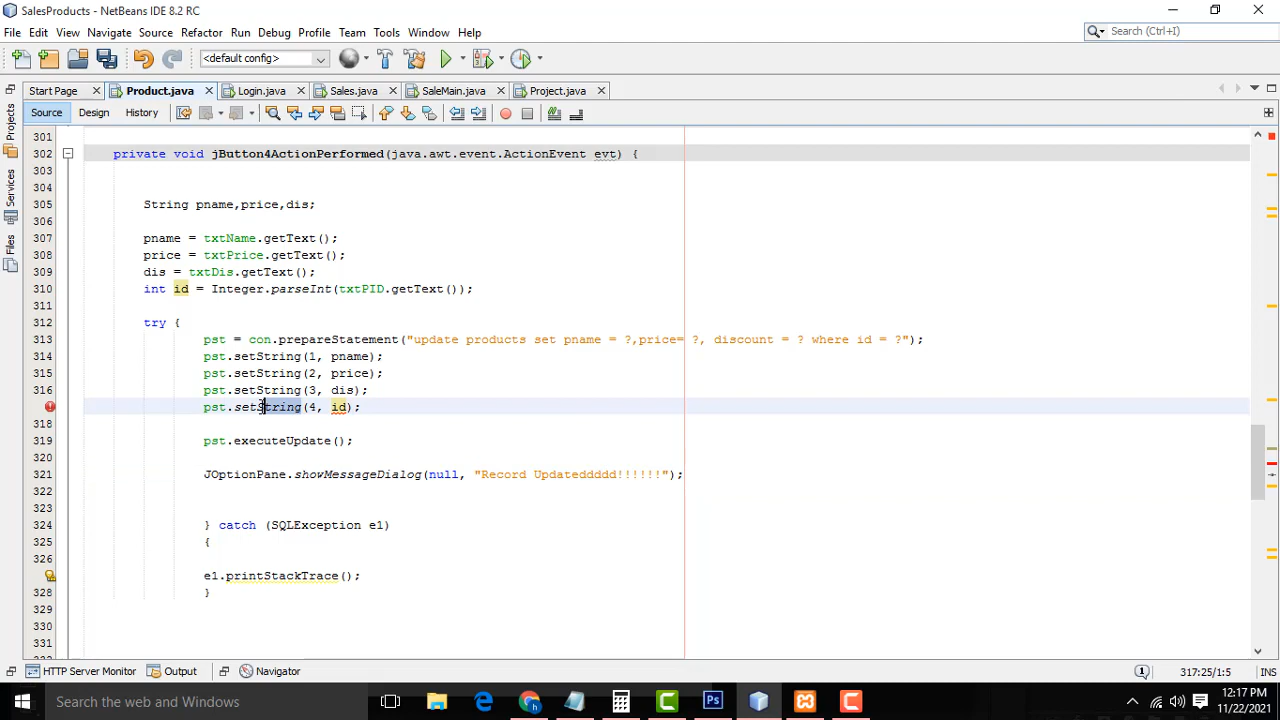 SalesProducts - NetBeans IDE 8.2 RC
File Edit View Navigate Source Refactor Run Debug Profile Team Tools Window Help
Search (Ctrl+I)
<default config>
Start Page Product.java Login.java Sales.java SaleMain.java Project.java
Source Design History
Projects
Services
Files
301
302 private void jButton4ActionPerformed(java.awt.event.ActionEvent evt) {
303
304
305 String pname,price,dis;
306
307 pname = txtName.getText();
308 price = txtPrice.getText();
309 dis = txtDis.getText();
310 int id = Integer.parseInt(txtPID.getText());
311
312 try {
313 pst = con.prepareStatement("update products set pname = ?,price= ?, discount = ? where id = ?");
314 pst.setString(1, pname);
315 pst.setString(2, price);
316 pst.setString(3, dis);
pst.setString(4, id);
318
319 pst.executeUpdate();
320
321 JOptionPane.showMessageDialog(null, "Record Updateddddd!!!!!!");
322
323
324 } catch (SQLException e1)
325 {
326
e1.printStackTrace();
328 }
329
330
331
HTTP Server Monitor Output Navigator 1 317:25/1:5 INS
Search the web and Windows
Ps
12:17 PM
11/22/2021